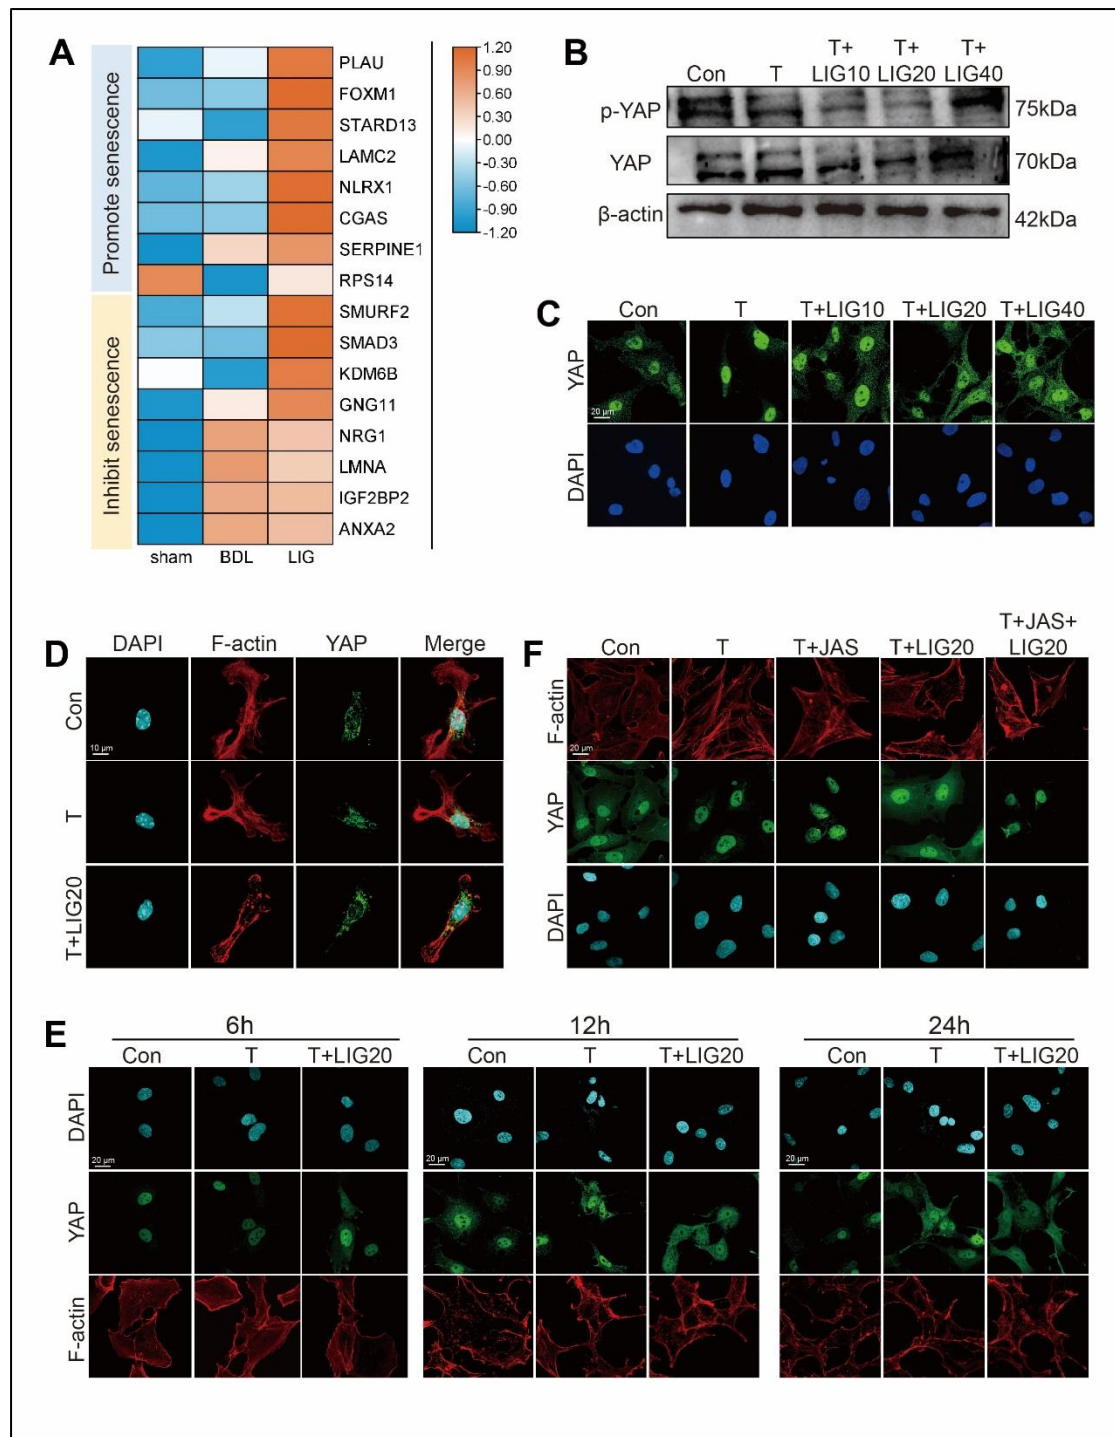 A
Promote senescence
Inhibit senescence
PLAU
FOXM1
STARD13
LAMC2
NLRX1
CGAS
SERPINE1
RPS14
SMURF2
SMAD3
KDM6B
GNG11
NRG1
LMNA
IGF2BP2
ANXA2
sham BDL LIG
1.20
0.90
0.60
0.30
0.00
-0.30
-0.60
-0.90
-1.20
B
T+ T+ T+
Con T LIG10 LIG20 LIG40
p-YAP 75kDa
YAP 70kDa
β-actin 42kDa
C
Con T T+LIG10 T+LIG20 T+LIG40
YAP
20 μm
DAPI
D
DAPI F-actin YAP Merge
Con
10 μm
T
T+LIG20
F
T+JAS+
Con T T+JAS T+LIG20 LIG20
F-actin
20 μm
YAP
DAPI
E
6h 12h 24h
Con T T+LIG20 Con T T+LIG20 Con T T+LIG20
DAPI
20 μm 20 μm 20 μm
YAP
F-actin